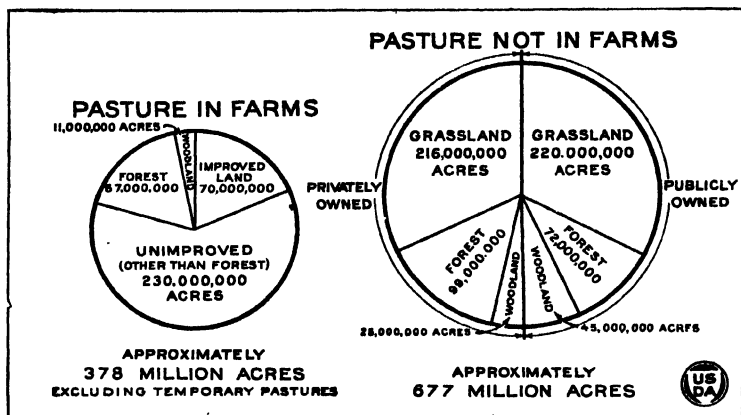 PASTURE IN FARMS
11,000,000 ACRES
WOODLAND
FOREST
67,000,000
IMPROVED
LAND
70,000,000
UNIMPROVED
(OTHER THAN FOREST)
230,000,000
ACRES
APPROXIMATELY
378 MILLION ACRES
EXCLUDING TEMPORARY PASTURES
PASTURE NOT IN FARMS
GRASSLAND
216,000,000
ACRES
GRASSLAND
220.000,000
ACRES
PRIVATELY
OWNED
PUBLICLY
OWNED
FOREST
99,000.000
WOODLAND
WOODLAND
FOREST
72,000,000
25,000,000 ACRES
45,000,000 ACRES
APPROXIMATELY
677 MILLION ACRES
US
DA